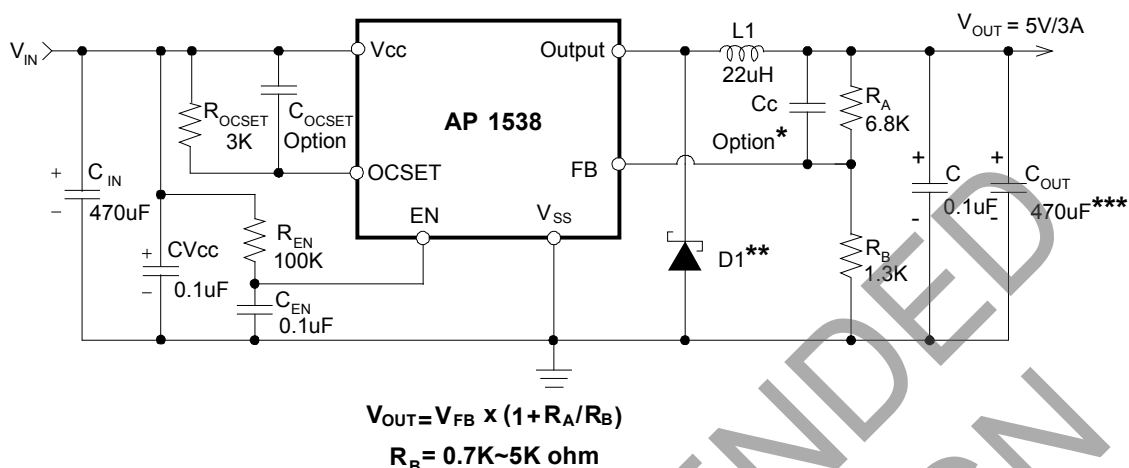 V_IN
Vcc
Output
L1
22uH
V_OUT = 5V/3A
R_OCSET
3K
C_OCSET
Option
AP 1538
Cc
Option*
R_A
6.8K
OCSET
FB
EN
V_SS
+
C_IN
470uF
−
R_EN
100K
+
CVcc
0.1uF
−
C_EN
0.1uF
D1**
R_B
1.3K
+
C
0.1uF
-
+
C_OUT
470uF***
-
V_OUT=V_FB x (1+R_A/R_B)
R_B= 0.7K~5K ohm
ENDED